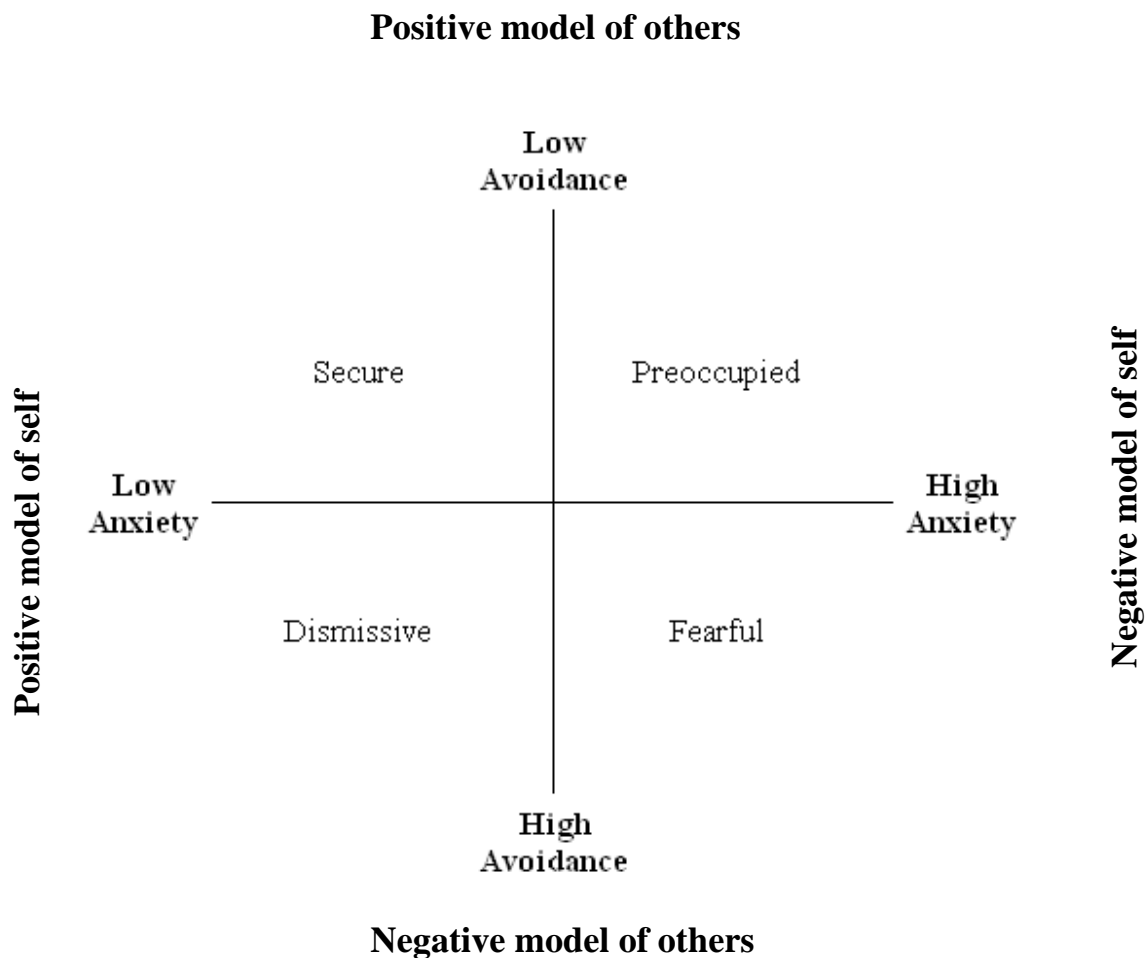 Positive model of others
Low
Avoidance
Secure
Preoccupied
Positive model of self
Low
Anxiety
High
Anxiety
Negative model of self
Dismissive
Fearful
High
Avoidance
Negative model of others